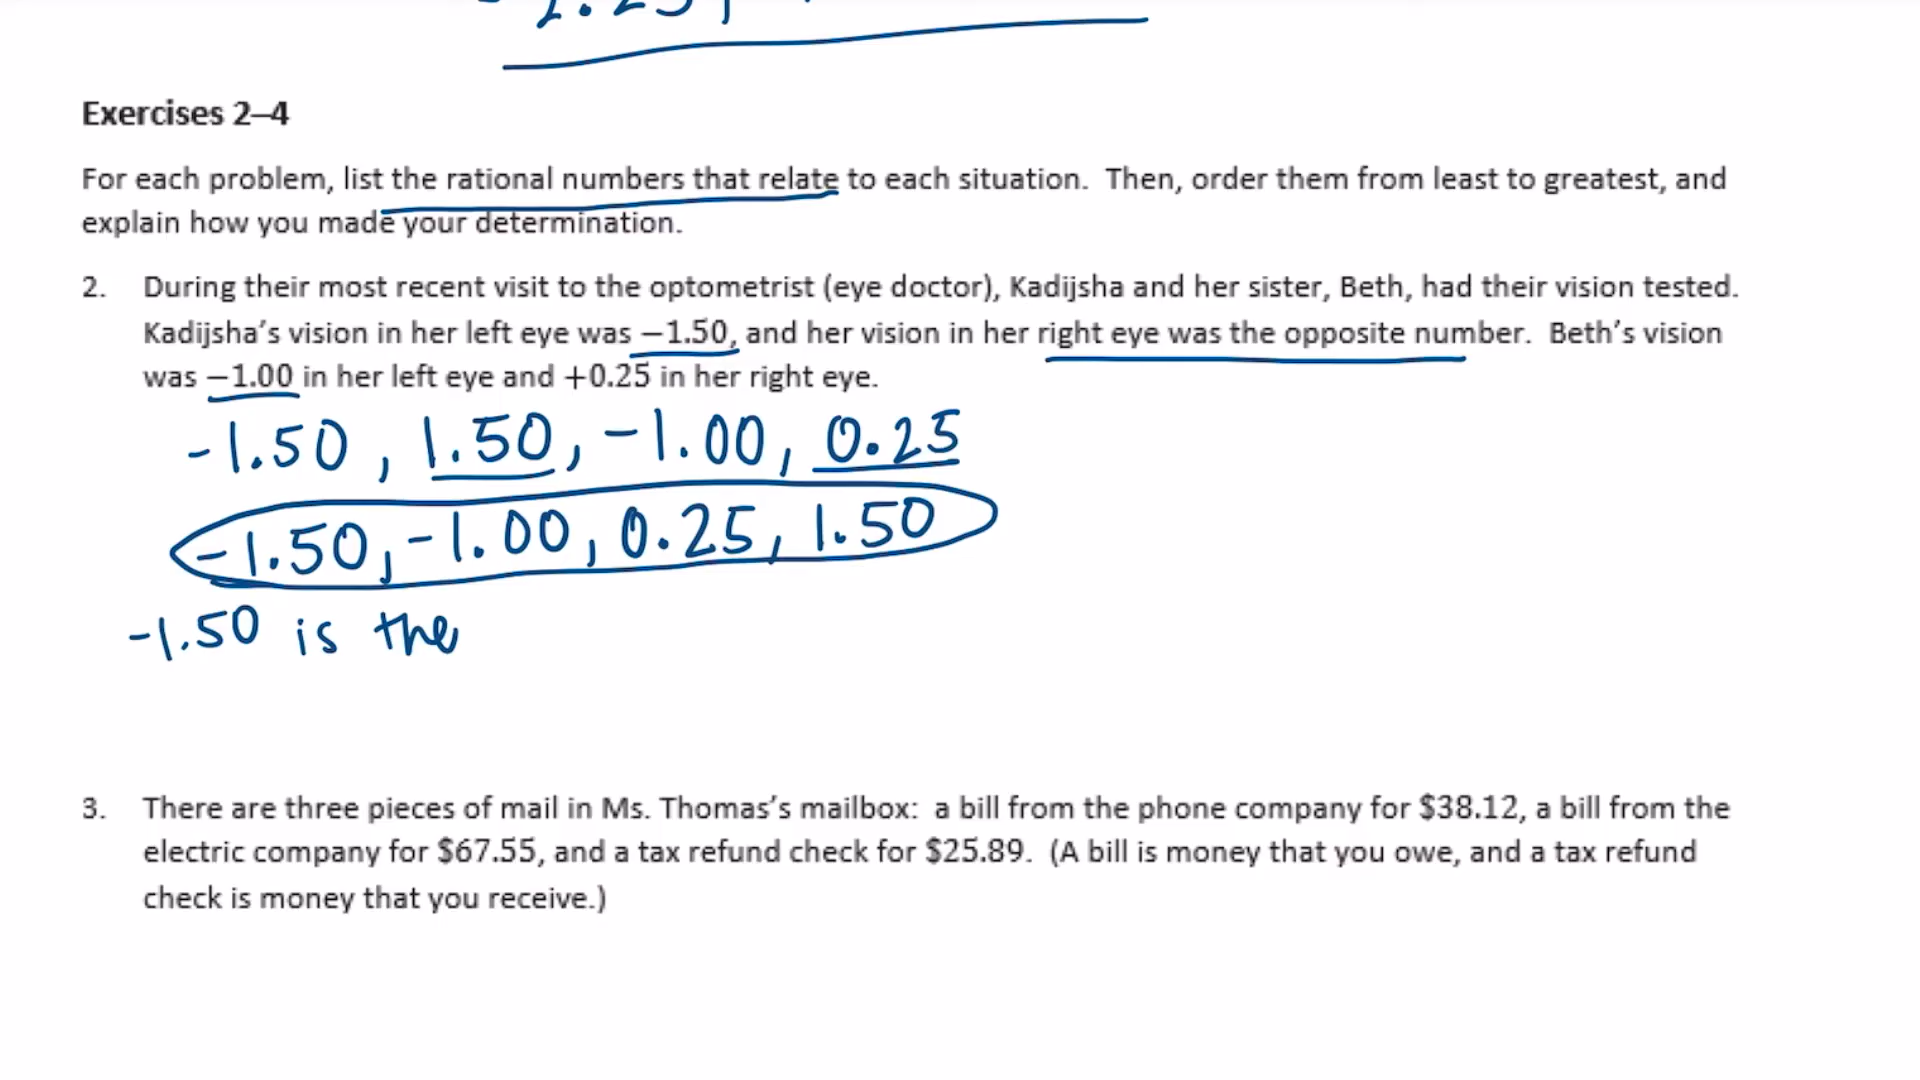 Exercises 2–4
For each problem, list the rational numbers that relate to each situation. Then, order them from least to greatest, and
explain how you made your determination.
2. During their most recent visit to the optometrist (eye doctor), Kadijsha and her sister, Beth, had their vision tested.
Kadijsha's vision in her left eye was −1.50, and her vision in her right eye was the opposite number. Beth's vision
was −1.00 in her left eye and +0.25 in her right eye.
-1.50, 1.50, -1.00, 0.25
-1.50, -1.00, 0.25, 1.50
-1.50 is the
3. There are three pieces of mail in Ms. Thomas's mailbox: a bill from the phone company for $38.12, a bill from the
electric company for $67.55, and a tax refund check for $25.89. (A bill is money that you owe, and a tax refund
check is money that you receive.)